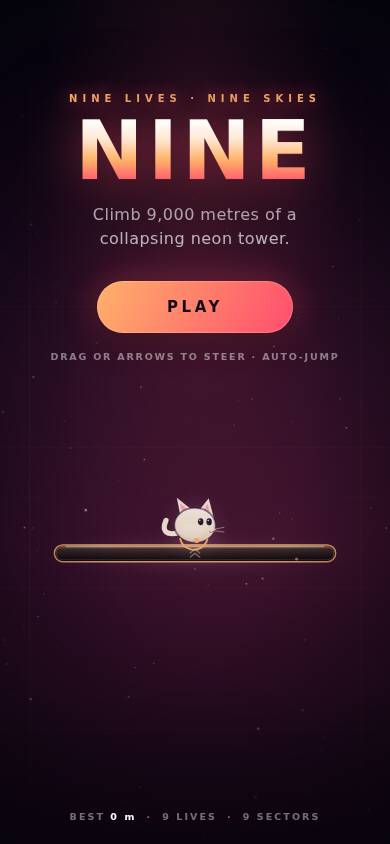 NINE LIVES · NINE SKIES
NINE
Climb 9,000 metres of a
collapsing neon tower.
PLAY
DRAG OR ARROWS TO STEER · AUTO-JUMP
BEST 0 m · 9 LIVES · 9 SECTORS